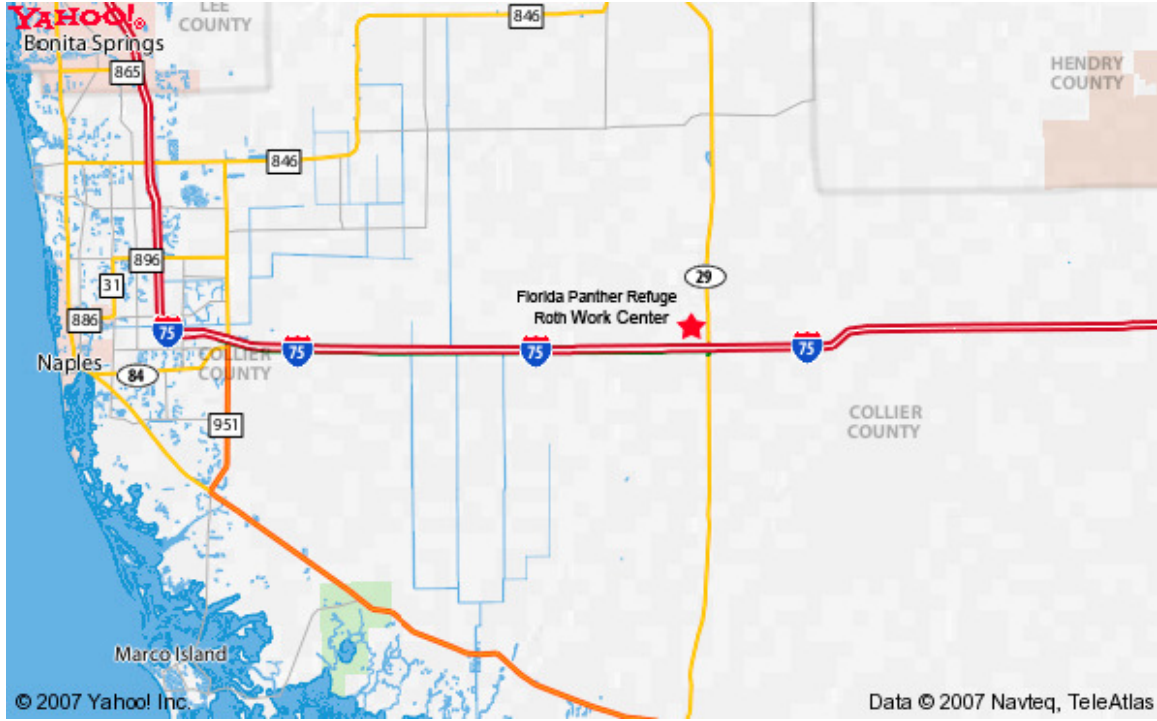 YAHOO!®
LEE
COUNTY
846
Bonita Springs
865
HENDRY
COUNTY
846
896
29
31
Florida Panther Refuge
Roth Work Center
886
75
75
75
75
Naples
COLLIER
COUNTY
84
951
COLLIER
COUNTY
Marco Island
© 2007 Yahoo! Inc.
Data © 2007 Navteq, TeleAtlas